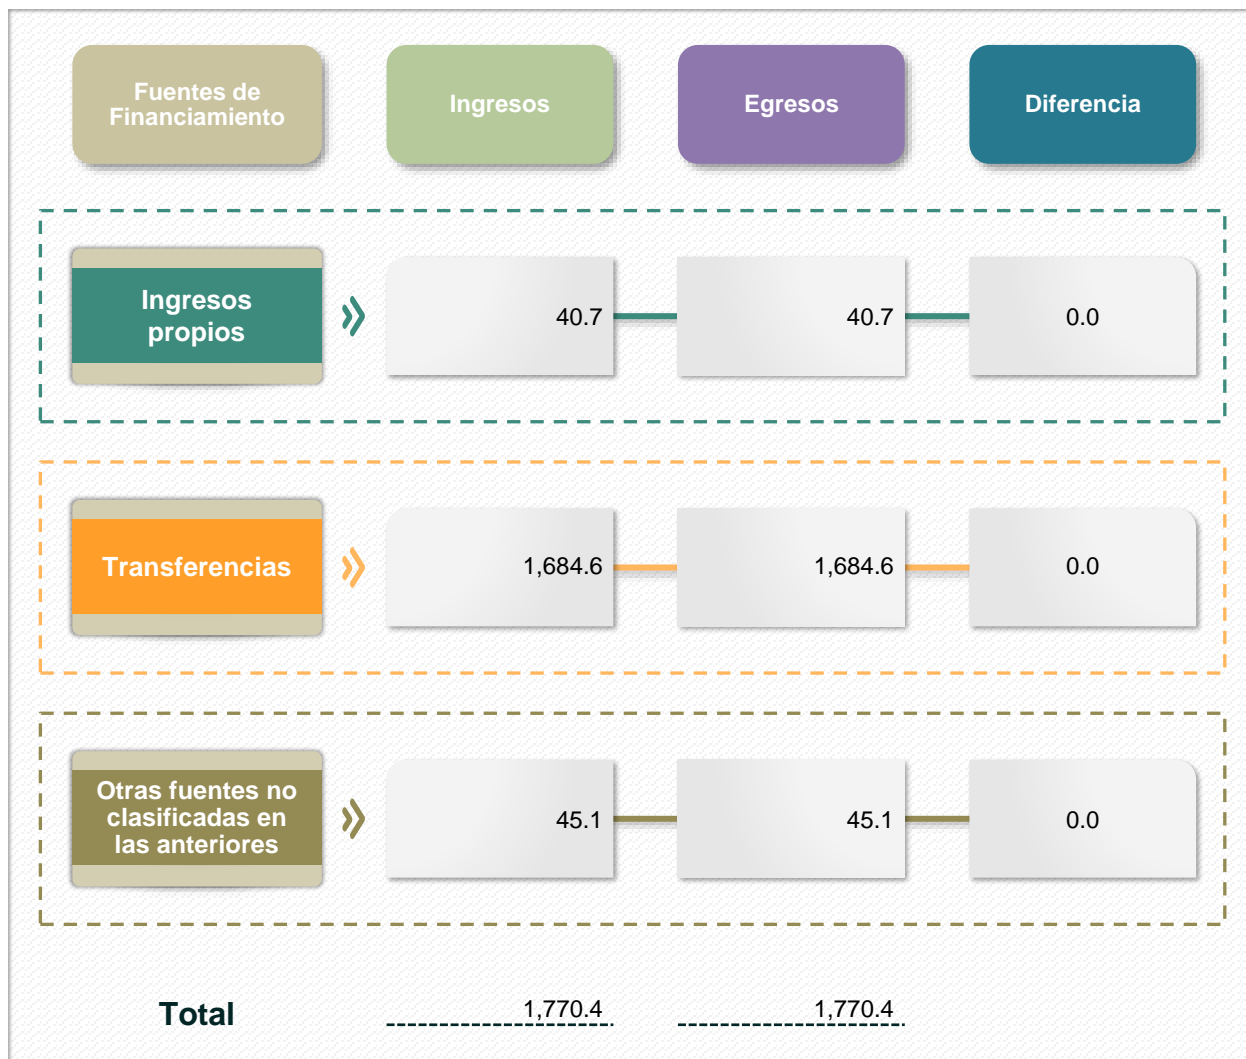 Fuentes de
Financiamiento
Ingresos
Egresos
Diferencia
Ingresos
propios
40.7
40.7
0.0
Transferencias
1,684.6
1,684.6
0.0
Otras fuentes no
clasificadas en
las anteriores
45.1
45.1
0.0
Total
1,770.4
1,770.4